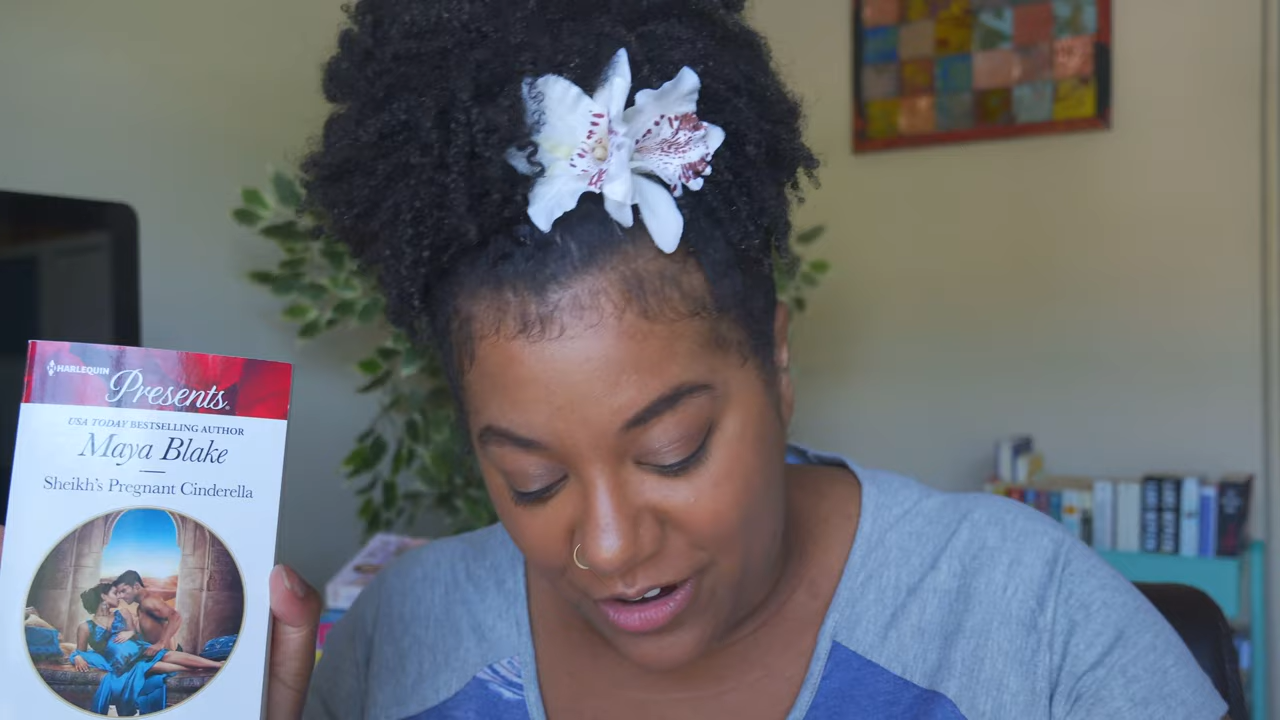 HARLEQUIN
Presents®
USA TODAY BESTSELLING AUTHOR
Maya Blake
Sheikh's Pregnant Cinderella